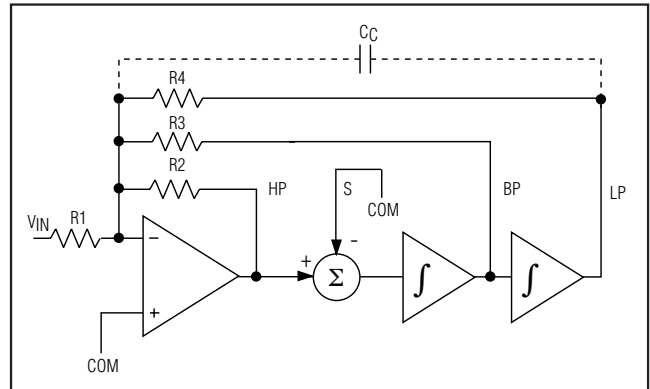 CC
R4
R3
R2
HP
S
COM
BP
LP
VIN
R1
−
+
-
+
Σ
∫
∫
COM